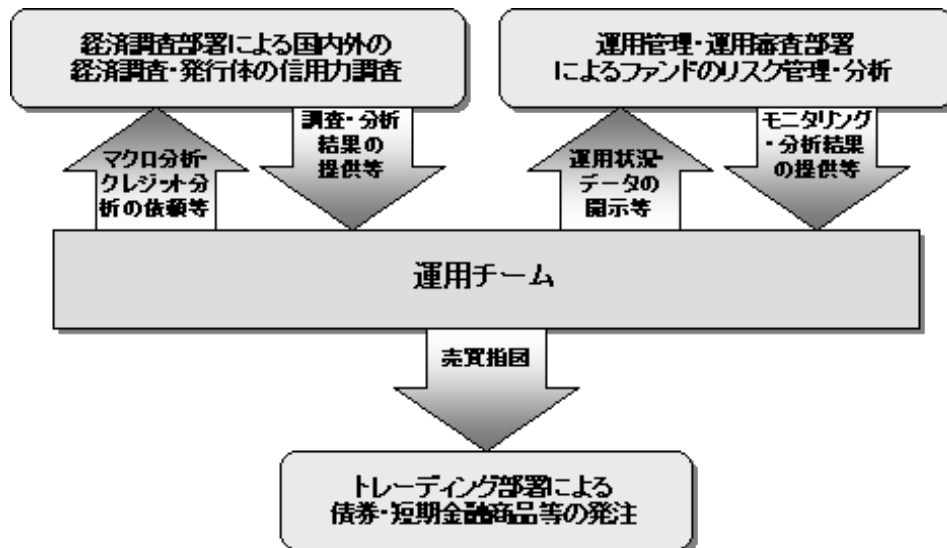 経済調査部署による国内外の
経済調査・発行体の信用力調査
運用管理・運用審査部署
によるファンドのリスク管理・分析
マクロ分析・
クレジット分
析の依頼等
調査・分析
結果の
提供等
運用状況・
データの
開示等
モニタリング
・分析結果
の提供等
運用チーム
売買指図
トレーディング部署による
債券・短期金融商品等の発注